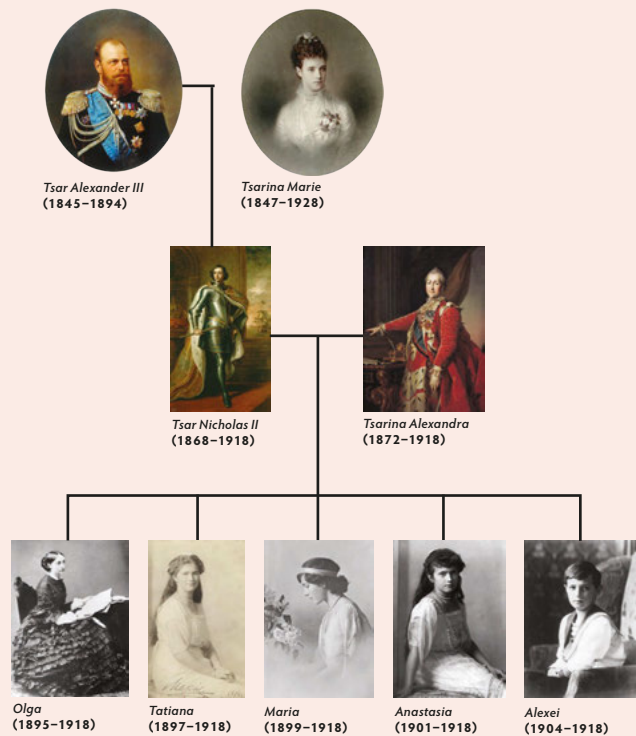 Tsar Alexander III
(1845–1894)
Tsarina Marie
(1847–1928)
Tsar Nicholas II
(1868–1918)
Tsarina Alexandra
(1872–1918)
Olga
(1895–1918)
Tatiana
(1897–1918)
Maria
(1899–1918)
Anastasia
(1901–1918)
Alexei
(1904–1918)